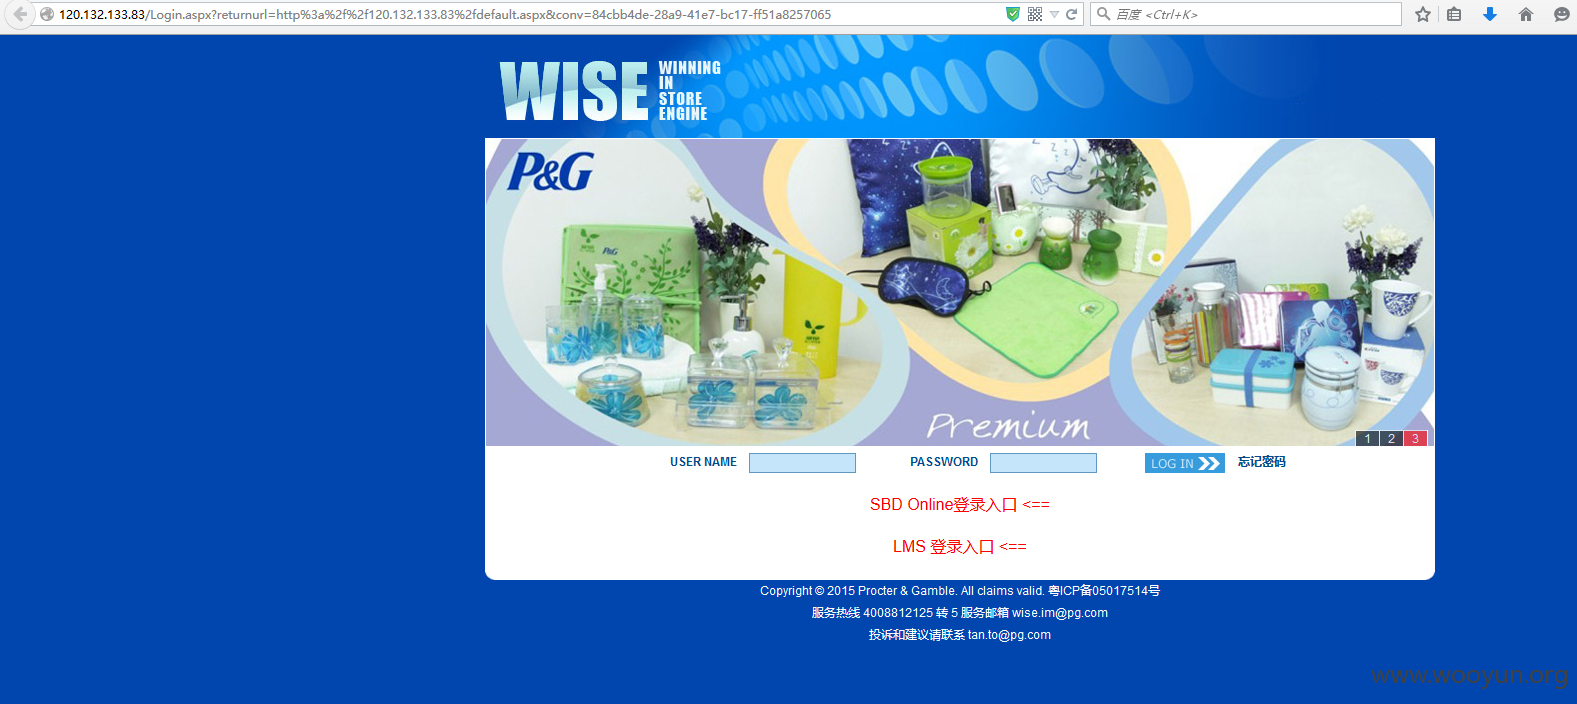 120.132.133.83/Login.aspx?returnurl=http%3a%2f%2f120.132.133.83%2fdefault.aspx&conv=84cbb4de-28a9-41e7-bc17-ff51a8257065
百度 <Ctrl+K>
WISE
WINNING
IN
STORE
ENGINE
P&G
P&G
Premium
1 2 3
USER NAME PASSWORD LOG IN 忘记密码
SBD Online登录入口 <==
LMS 登录入口 <==
Copyright © 2015 Procter & Gamble. All claims valid. 粤ICP备05017514号
服务热线 4008812125 转 5 服务邮箱 wise.im@pg.com
投诉和建议请联系 tan.to@pg.com
www.wooyun.org